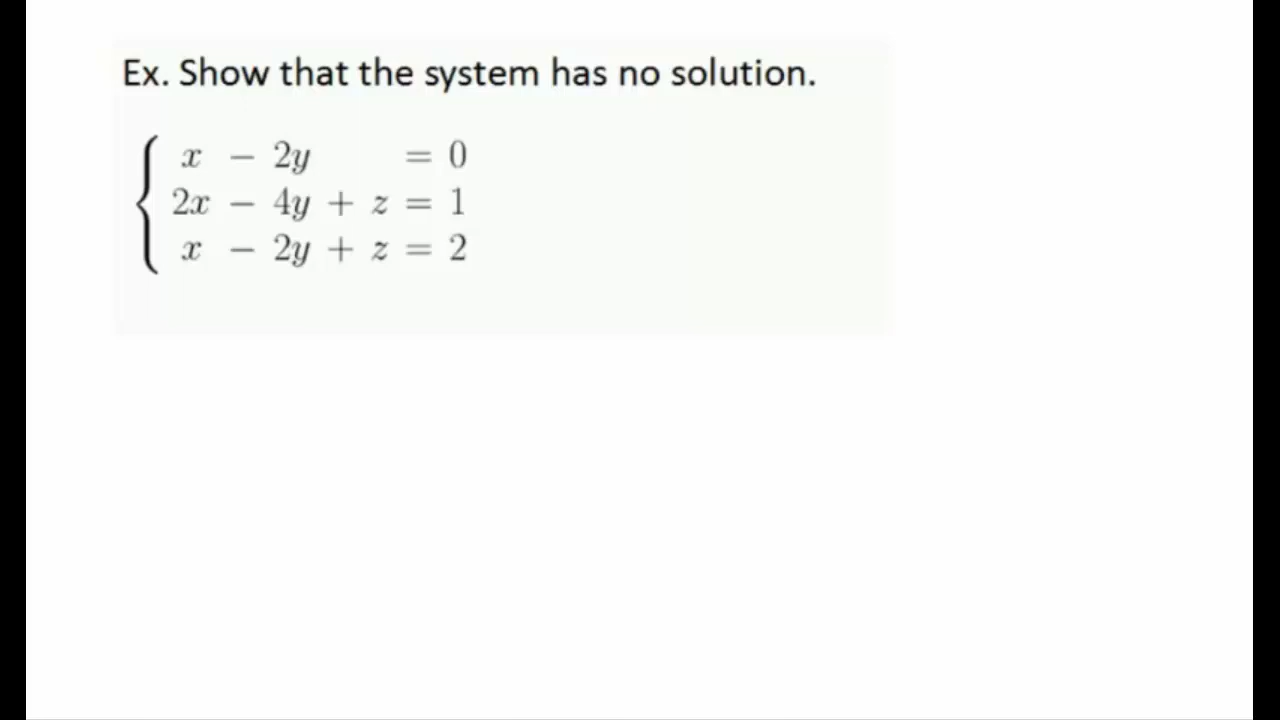 Ex. Show that the system has no solution.
x − 2y = 0
2x − 4y + z = 1
x − 2y + z = 2